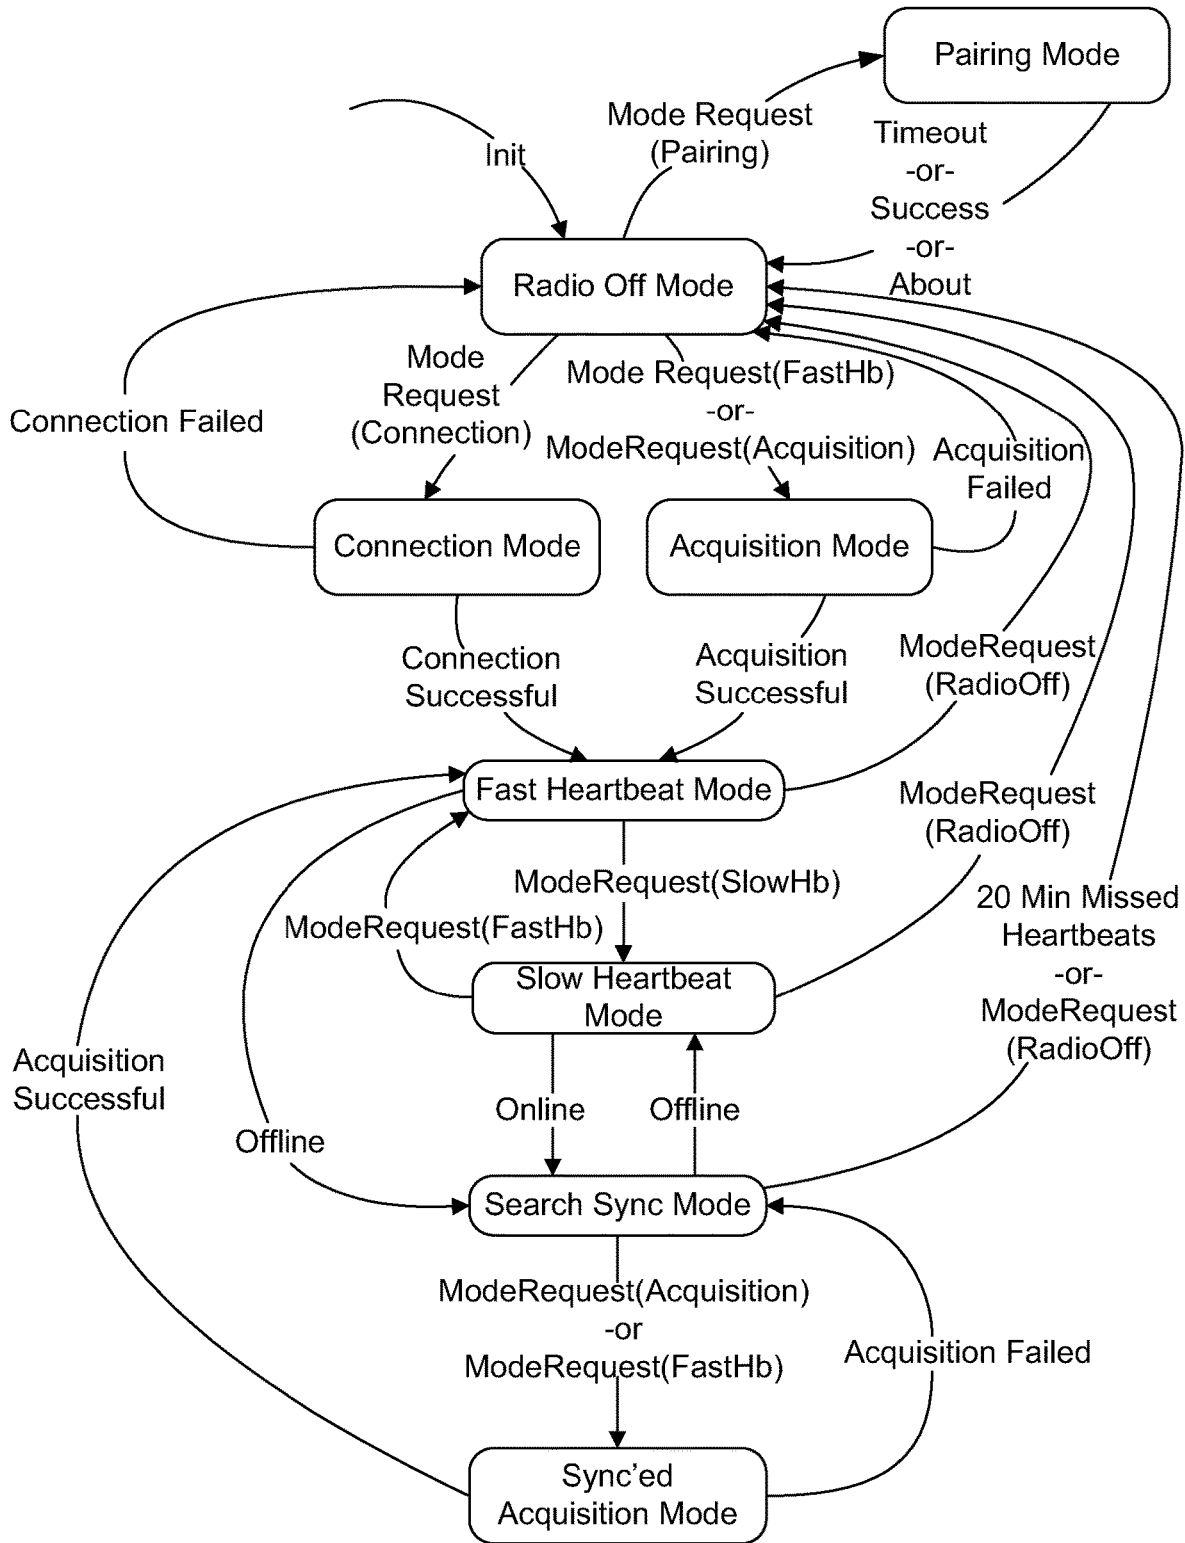 Pairing Mode
Mode Request
(Pairing)
Timeout
-or-
Success
-or-
About
Init
Radio Off Mode
Mode
Request
(Connection)
Mode Request(FastHb)
-or-
ModeRequest(Acquisition)
Connection Failed
Acquisition
Failed
Connection Mode
Acquisition Mode
Connection
Successful
Acquisition
Successful
ModeRequest
(RadioOff)
Fast Heartbeat Mode
ModeRequest
(RadioOff)
ModeRequest(SlowHb)
ModeRequest(FastHb)
20 Min Missed
Heartbeats
-or-
ModeRequest
(RadioOff)
Slow Heartbeat
Mode
Acquisition
Successful
Online
Offline
Offline
Search Sync Mode
ModeRequest(Acquisition)
-or
ModeRequest(FastHb)
Acquisition Failed
Sync'ed
Acquisition Mode